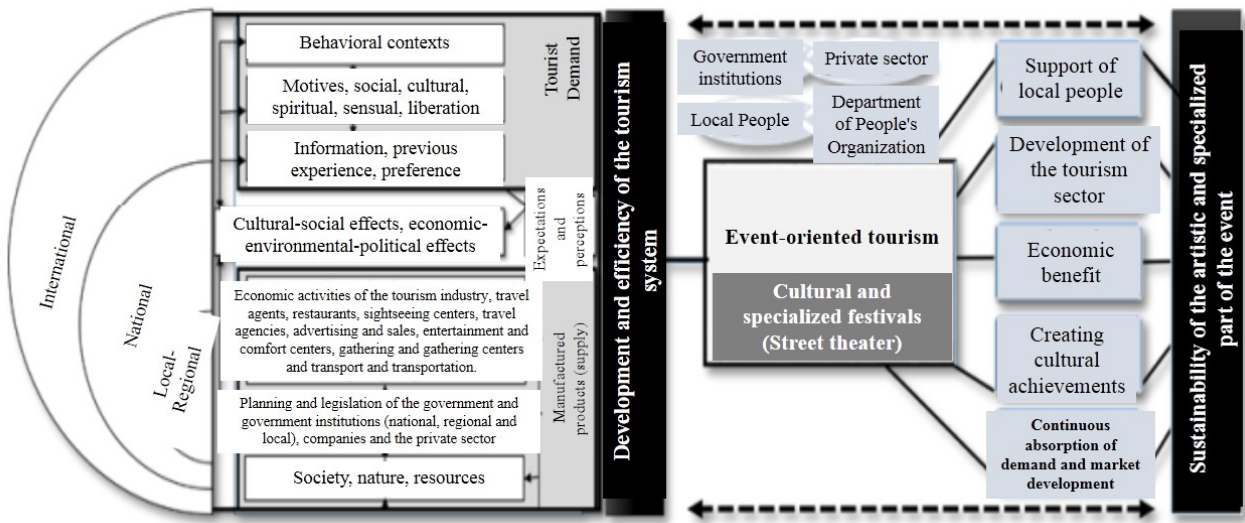 International
National
Local-
Regional
Behavioral contexts
Motives, social, cultural,
spiritual, sensual, liberation
Information, previous
experience, preference
Tourist
Demand
Cultural-social effects, economic-
environmental-political effects
Expectations
and
perceptions
Economic activities of the tourism industry, travel
agents, restaurants, sightseeing centers, travel
agencies, advertising and sales, entertainment and
comfort centers, gathering and gathering centers
and transport and transportation.
Planning and legislation of the government and
government institutions (national, regional and
local), companies and the private sector
Society, nature, resources
Manufactured
products (supply)
Development and efficiency of the tourism
system
Government
institutions
Private sector
Local People
Department
of People's
Organization
Event-oriented tourism
Cultural and
specialized festivals
(Street theater)
Support of
local people
Development of
the tourism
sector
Economic
benefit
Creating
cultural
achievements
Continuous
absorption of
demand and market
development
Sustainability of the artistic and specialized
part of the event